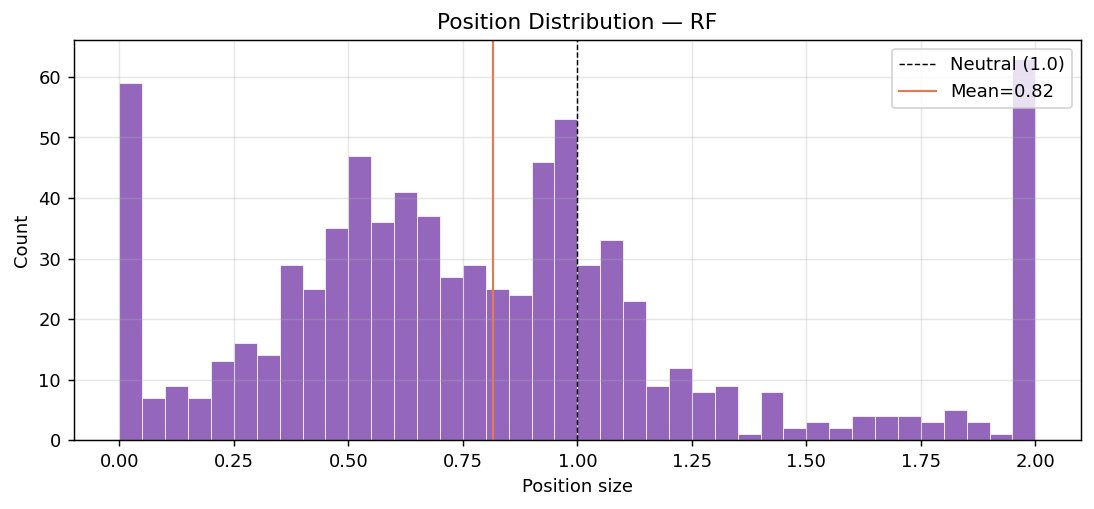 Position Distribution — RF
Neutral (1.0)
Mean=0.82
60
50
40
30
20
10
0
Count
0.00 0.25 0.50 0.75 1.00 1.25 1.50 1.75 2.00
Position size